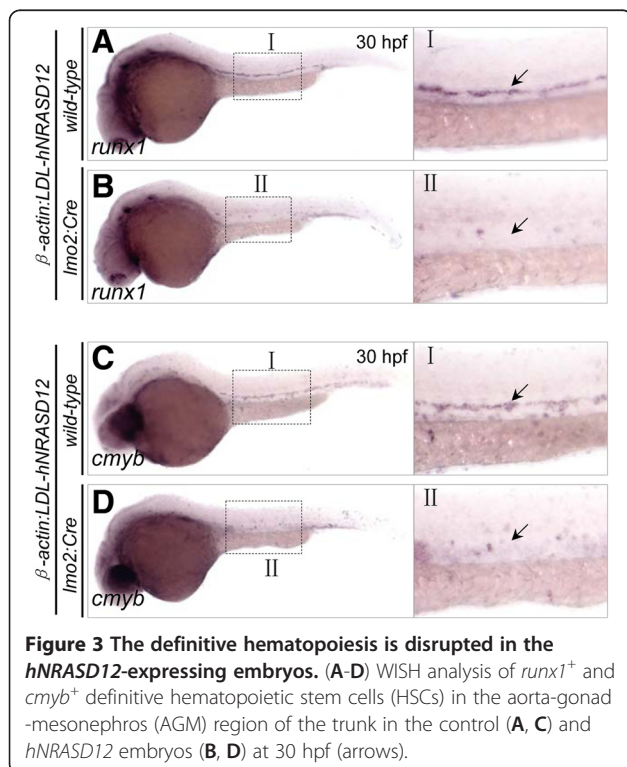 β-actin:LDL-hNRASD12
wild-type
lmo2:Cre
A
I
30 hpf
runx1
I
B
II
runx1
II
β-actin:LDL-hNRASD12
wild-type
lmo2:Cre
C
I
30 hpf
cmyb
I
D
II
cmyb
II
Figure 3 The definitive hematopoiesis is disrupted in the
hNRASD12-expressing embryos. (A-D) WISH analysis of runx1⁺ and
cmyb⁺ definitive hematopoietic stem cells (HSCs) in the aorta-gonad
-mesonephros (AGM) region of the trunk in the control (A, C) and
hNRASD12 embryos (B, D) at 30 hpf (arrows).